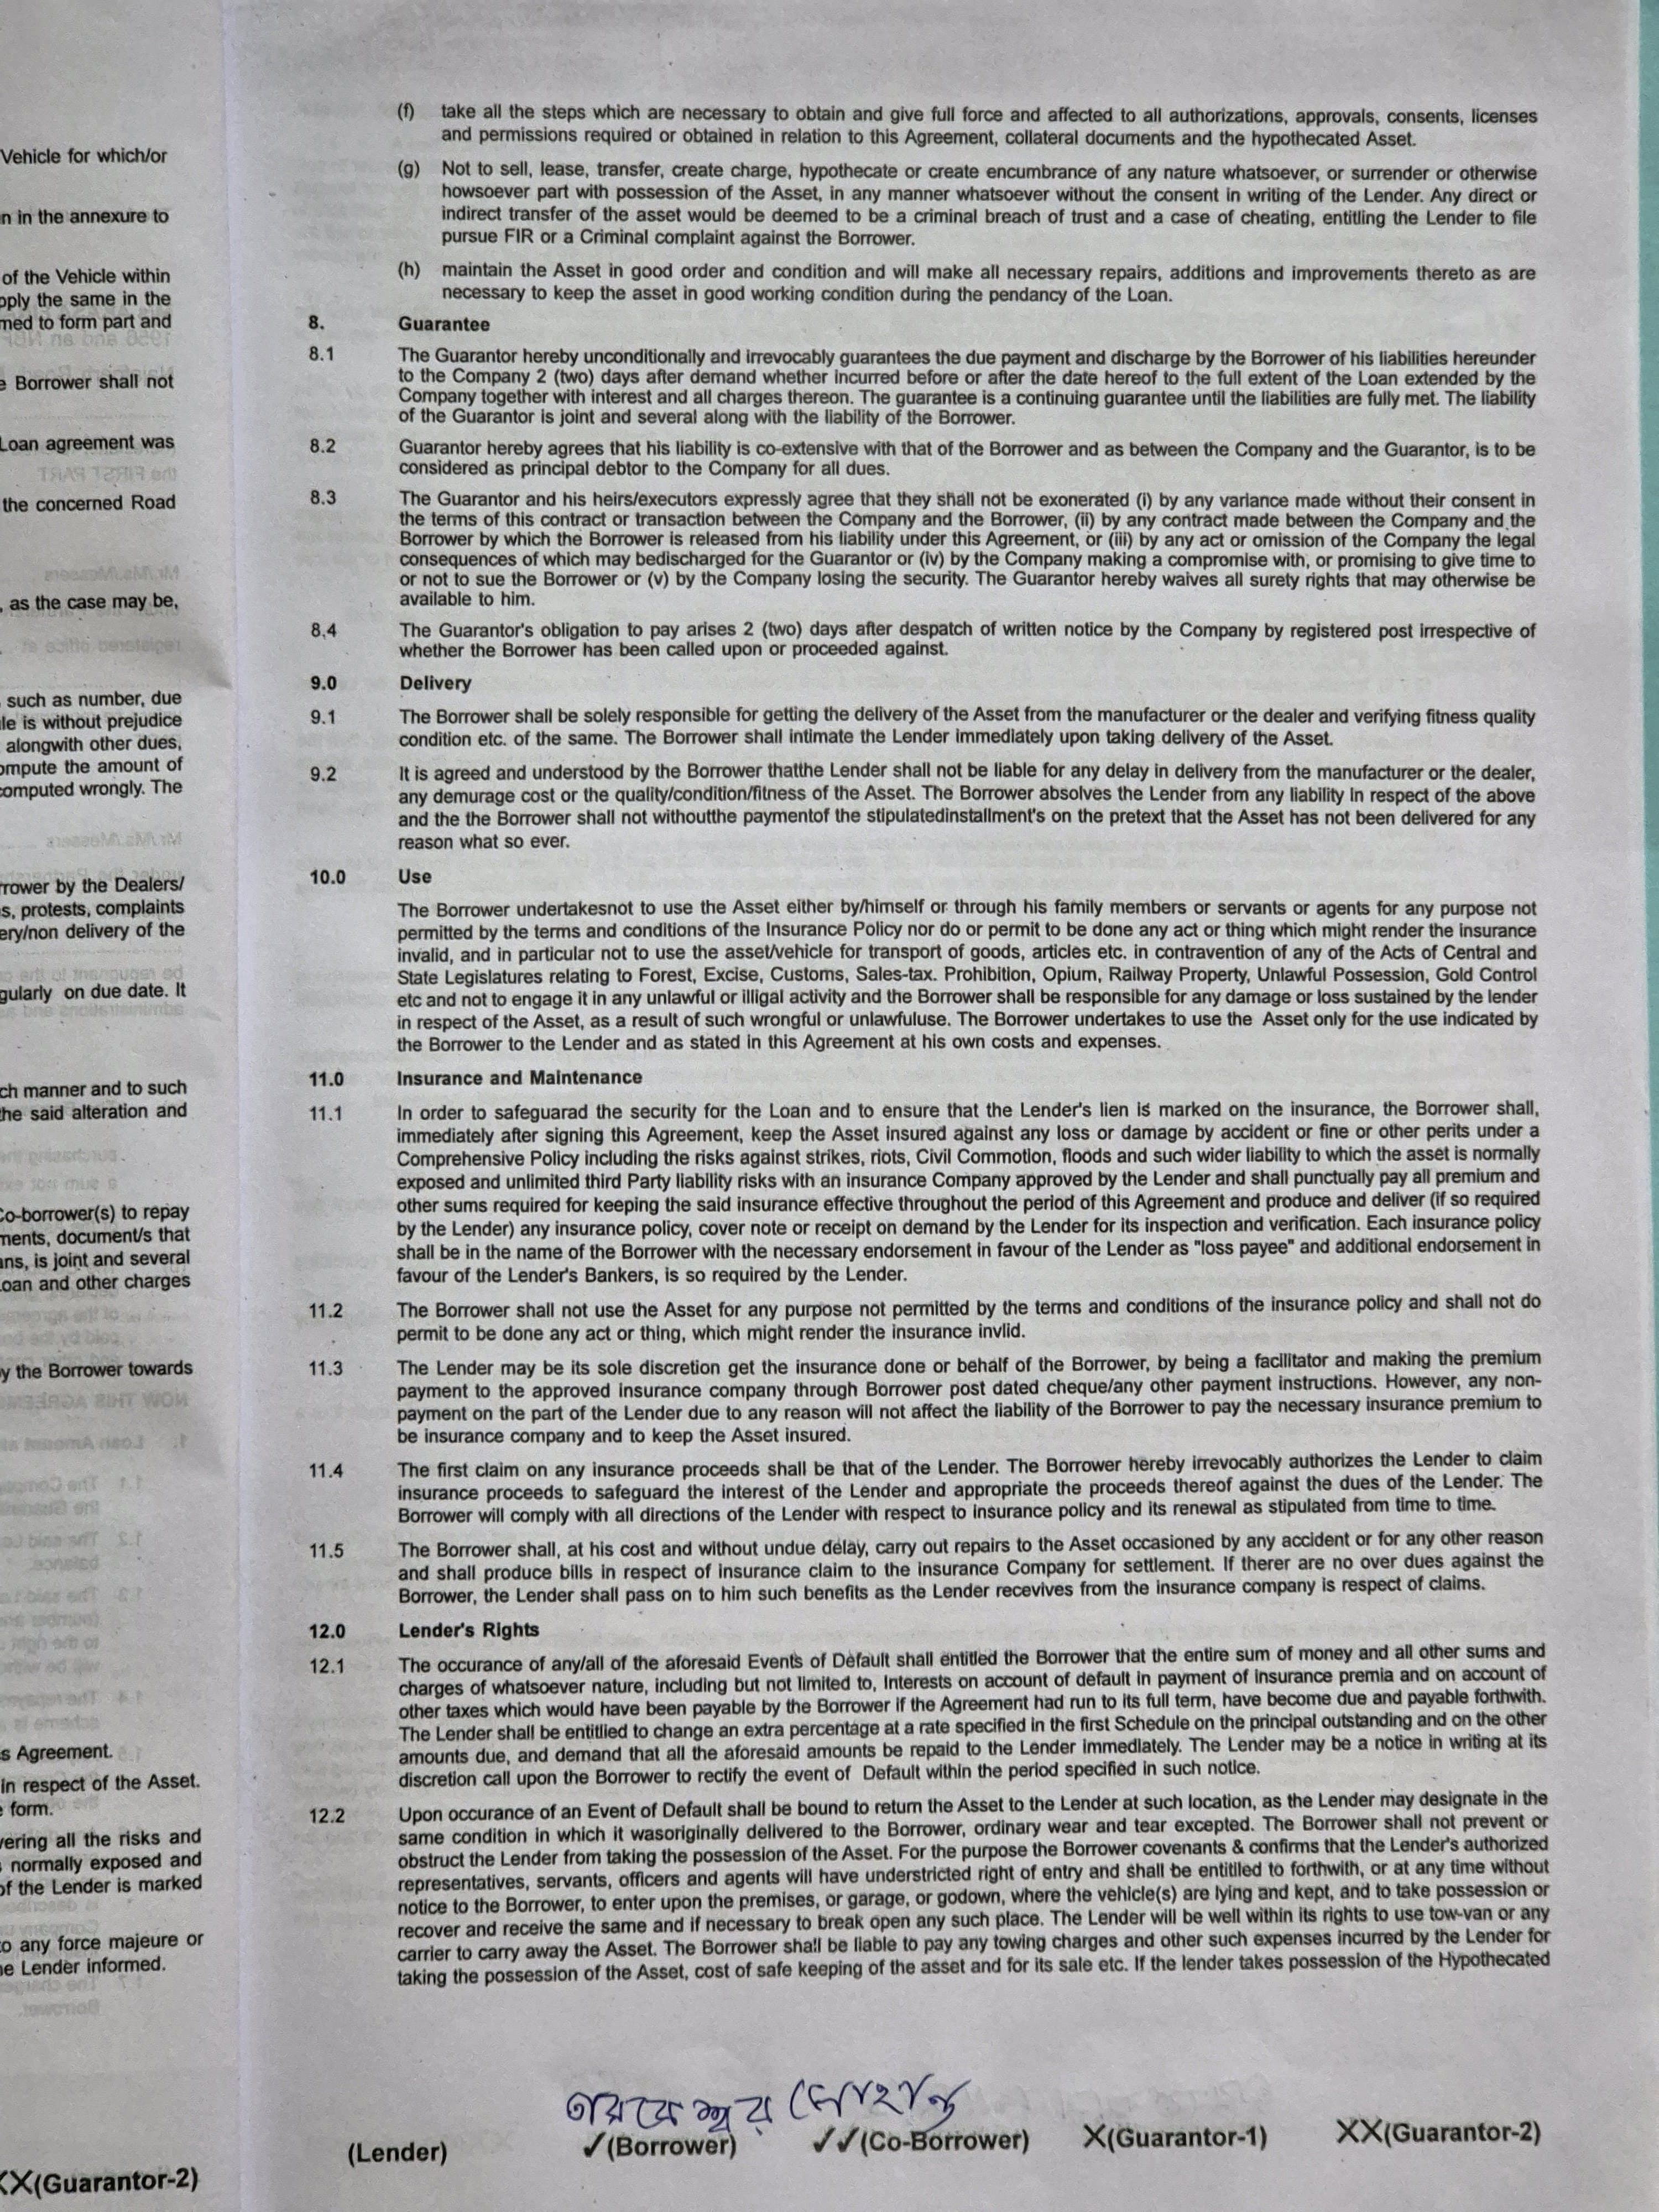 Vehicle for which/or
n in the annexure to
of the Vehicle within
pply the same in the
med to form part and
e Borrower shall not
Loan agreement was
the concerned Road
, as the case may be,
such as number, due
le is without prejudice
alongwith other dues,
ompute the amount of
computed wrongly. The
rrower by the Dealers/
s, protests, complaints
ery/non delivery of the
gularly on due date. It
ch manner and to such
the said alteration and
Co-borrower(s) to repay
ments, document/s that
ans, is joint and several
Loan and other charges
y the Borrower towards
s Agreement.
in respect of the Asset.
e form.
vering all the risks and
normally exposed and
of the Lender is marked
to any force majeure or
he Lender informed.
XX(Guarantor-2)
(f) take all the steps which are necessary to obtain and give full force and affected to all authorizations, approvals, consents, licenses
and permissions required or obtained in relation to this Agreement, collateral documents and the hypothecated Asset.
(g) Not to sell, lease, transfer, create charge, hypothecate or create encumbrance of any nature whatsoever, or surrender or otherwise
howsoever part with possession of the Asset, in any manner whatsoever without the consent in writing of the Lender. Any direct or
indirect transfer of the asset would be deemed to be a criminal breach of trust and a case of cheating, entitling the Lender to file
pursue FIR or a Criminal complaint against the Borrower.
(h) maintain the Asset in good order and condition and will make all necessary repairs, additions and improvements thereto as are
necessary to keep the asset in good working condition during the pendancy of the Loan.
8. Guarantee
8.1 The Guarantor hereby unconditionally and irrevocably guarantees the due payment and discharge by the Borrower of his liabilities hereunder
to the Company 2 (two) days after demand whether incurred before or after the date hereof to the full extent of the Loan extended by the
Company together with interest and all charges thereon. The guarantee is a continuing guarantee until the liabilities are fully met. The liability
of the Guarantor is joint and several along with the liability of the Borrower.
8.2 Guarantor hereby agrees that his liability is co-extensive with that of the Borrower and as between the Company and the Guarantor, is to be
considered as principal debtor to the Company for all dues.
8.3 The Guarantor and his heirs/executors expressly agree that they shall not be exonerated (i) by any variance made without their consent in
the terms of this contract or transaction between the Company and the Borrower, (ii) by any contract made between the Company and the
Borrower by which the Borrower is released from his liability under this Agreement, or (iii) by any act or omission of the Company the legal
consequences of which may bedischarged for the Guarantor or (iv) by the Company making a compromise with, or promising to give time to
or not to sue the Borrower or (v) by the Company losing the security. The Guarantor hereby waives all surety rights that may otherwise be
available to him.
8.4 The Guarantor's obligation to pay arises 2 (two) days after despatch of written notice by the Company by registered post irrespective of
whether the Borrower has been called upon or proceeded against.
9.0 Delivery
9.1 The Borrower shall be solely responsible for getting the delivery of the Asset from the manufacturer or the dealer and verifying fitness quality
condition etc. of the same. The Borrower shall intimate the Lender immediately upon taking delivery of the Asset.
9.2 It is agreed and understood by the Borrower thatthe Lender shall not be liable for any delay in delivery from the manufacturer or the dealer,
any demurage cost or the quality/condition/fitness of the Asset. The Borrower absolves the Lender from any liability in respect of the above
and the the Borrower shall not withoutthe paymentof the stipulatedinstallment's on the pretext that the Asset has not been delivered for any
reason what so ever.
10.0 Use
The Borrower undertakesnot to use the Asset either by/himself or through his family members or servants or agents for any purpose not
permitted by the terms and conditions of the Insurance Policy nor do or permit to be done any act or thing which might render the insurance
invalid, and in particular not to use the asset/vehicle for transport of goods, articles etc. in contravention of any of the Acts of Central and
State Legislatures relating to Forest, Excise, Customs, Sales-tax. Prohibition, Opium, Railway Property, Unlawful Possession, Gold Control
etc and not to engage it in any unlawful or illigal activity and the Borrower shall be responsible for any damage or loss sustained by the lender
in respect of the Asset, as a result of such wrongful or unlawfuluse. The Borrower undertakes to use the Asset only for the use indicated by
the Borrower to the Lender and as stated in this Agreement at his own costs and expenses.
11.0 Insurance and Maintenance
11.1 In order to safeguarad the security for the Loan and to ensure that the Lender's lien is marked on the insurance, the Borrower shall,
immediately after signing this Agreement, keep the Asset insured against any loss or damage by accident or fine or other perits under a
Comprehensive Policy including the risks against strikes, riots, Civil Commotion, floods and such wider liability to which the asset is normally
exposed and unlimited third Party liability risks with an insurance Company approved by the Lender and shall punctually pay all premium and
other sums required for keeping the said insurance effective throughout the period of this Agreement and produce and deliver (if so required
by the Lender) any insurance policy, cover note or receipt on demand by the Lender for its inspection and verification. Each insurance policy
shall be in the name of the Borrower with the necessary endorsement in favour of the Lender as "loss payee" and additional endorsement in
favour of the Lender's Bankers, is so required by the Lender.
11.2 The Borrower shall not use the Asset for any purpose not permitted by the terms and conditions of the insurance policy and shall not do
permit to be done any act or thing, which might render the insurance invlid.
11.3 The Lender may be its sole discretion get the insurance done or behalf of the Borrower, by being a facilitator and making the premium
payment to the approved insurance company through Borrower post dated cheque/any other payment instructions. However, any non-
payment on the part of the Lender due to any reason will not affect the liability of the Borrower to pay the necessary insurance premium to
be insurance company and to keep the Asset insured.
11.4 The first claim on any insurance proceeds shall be that of the Lender. The Borrower hereby irrevocably authorizes the Lender to claim
insurance proceeds to safeguard the interest of the Lender and appropriate the proceeds thereof against the dues of the Lender. The
Borrower will comply with all directions of the Lender with respect to insurance policy and its renewal as stipulated from time to time.
11.5 The Borrower shall, at his cost and without undue delay, carry out repairs to the Asset occasioned by any accident or for any other reason
and shall produce bills in respect of insurance claim to the insurance Company for settlement. If therer are no over dues against the
Borrower, the Lender shall pass on to him such benefits as the Lender recevives from the insurance company is respect of claims.
12.0 Lender's Rights
12.1 The occurance of any/all of the aforesaid Events of Default shall entitled the Borrower that the entire sum of money and all other sums and
charges of whatsoever nature, including but not limited to, Interests on account of default in payment of insurance premia and on account of
other taxes which would have been payable by the Borrower if the Agreement had run to its full term, have become due and payable forthwith.
The Lender shall be entitlied to change an extra percentage at a rate specified in the first Schedule on the principal outstanding and on the other
amounts due, and demand that all the aforesaid amounts be repaid to the Lender immediately. The Lender may be a notice in writing at its
discretion call upon the Borrower to rectify the event of Default within the period specified in such notice.
12.2 Upon occurance of an Event of Default shall be bound to return the Asset to the Lender at such location, as the Lender may designate in the
same condition in which it wasoriginally delivered to the Borrower, ordinary wear and tear excepted. The Borrower shall not prevent or
obstruct the Lender from taking the possession of the Asset. For the purpose the Borrower covenants & confirms that the Lender's authorized
representatives, servants, officers and agents will have understricted right of entry and shall be entitlled to forthwith, or at any time without
notice to the Borrower, to enter upon the premises, or garage, or godown, where the vehicle(s) are lying and kept, and to take possession or
recover and receive the same and if necessary to break open any such place. The Lender will be well within its rights to use tow-van or any
carrier to carry away the Asset. The Borrower shall be liable to pay any towing charges and other such expenses incurred by the Lender for
taking the possession of the Asset, cost of safe keeping of the asset and for its sale etc. If the lender takes possession of the Hypothecated
(Lender) ✓(Borrower) ✓✓(Co-Borrower) X(Guarantor-1) XX(Guarantor-2)